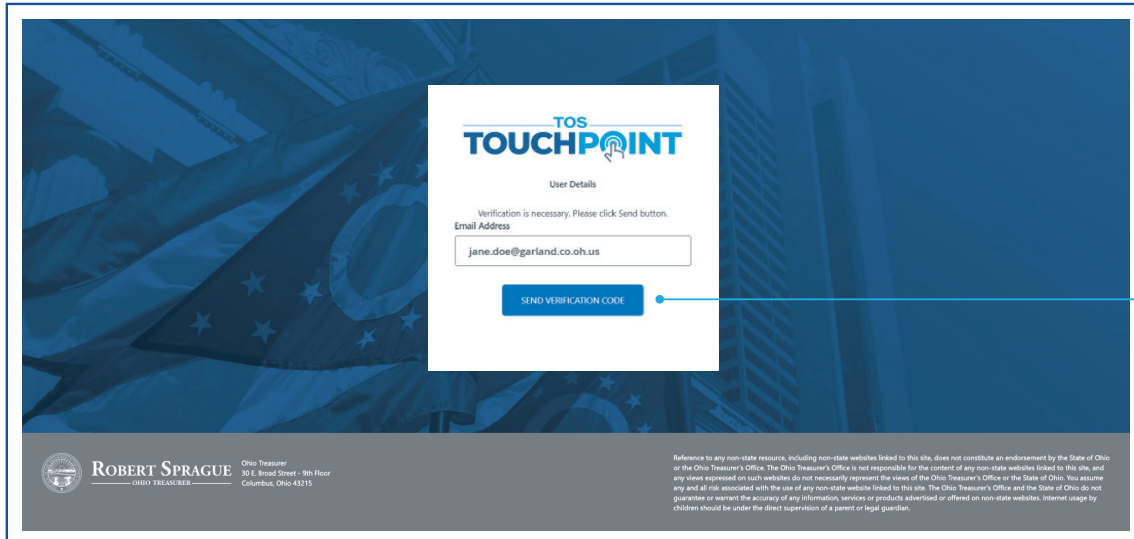 TOS
TOUCHPOINT
User Details
Verification is necessary. Please click Send button.
Email Address
jane.doe@garland.co.oh.us
SEND VERIFICATION CODE
ROBERT SPRAGUE
OHIO TREASURER
Ohio Treasurer
30 E. Broad Street - 9th Floor
Columbus, Ohio 43215
Reference to any non-state resource, including non-state websites linked to this site, does not constitute an endorsement by the State of Ohio
or the Ohio Treasurer's Office. The Ohio Treasurer's Office is not responsible for the content of any non-state websites linked to this site, and
any views expressed on such websites do not necessarily represent the views of the Ohio Treasurer's Office or the State of Ohio. You assume
any and all risk associated with the use of any non-state website linked to this site. The Ohio Treasurer's Office and the State of Ohio do not
guarantee or warrant the accuracy of any information, services or products advertised or offered on non-state websites. Internet usage by
children should be under the direct supervision of a parent or legal guardian.